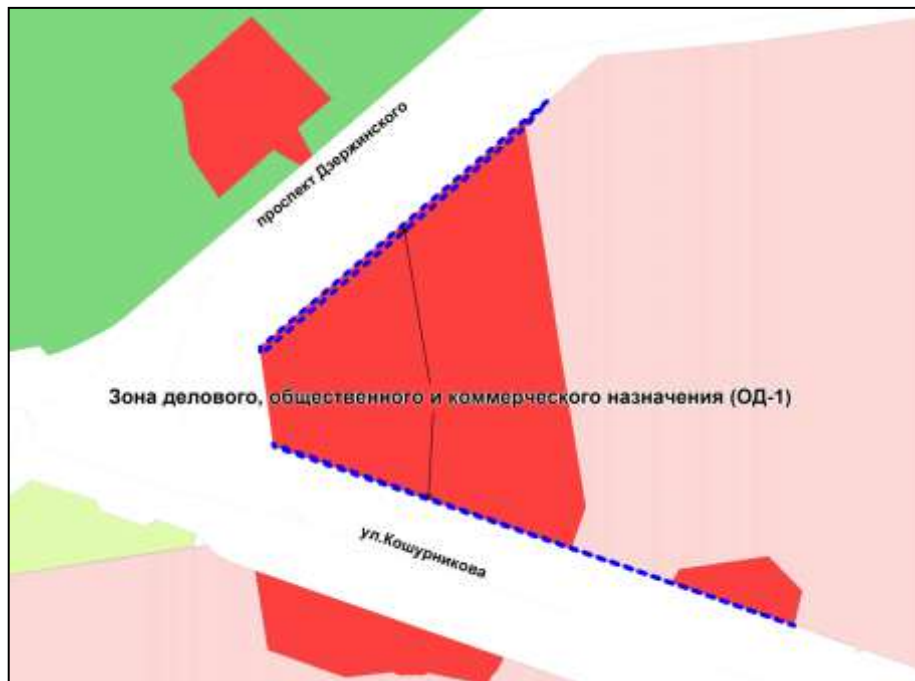 проспект Дзержинского
Зона делового, общественного и коммерческого назначения (ОД-1)
ул.Кошурникова